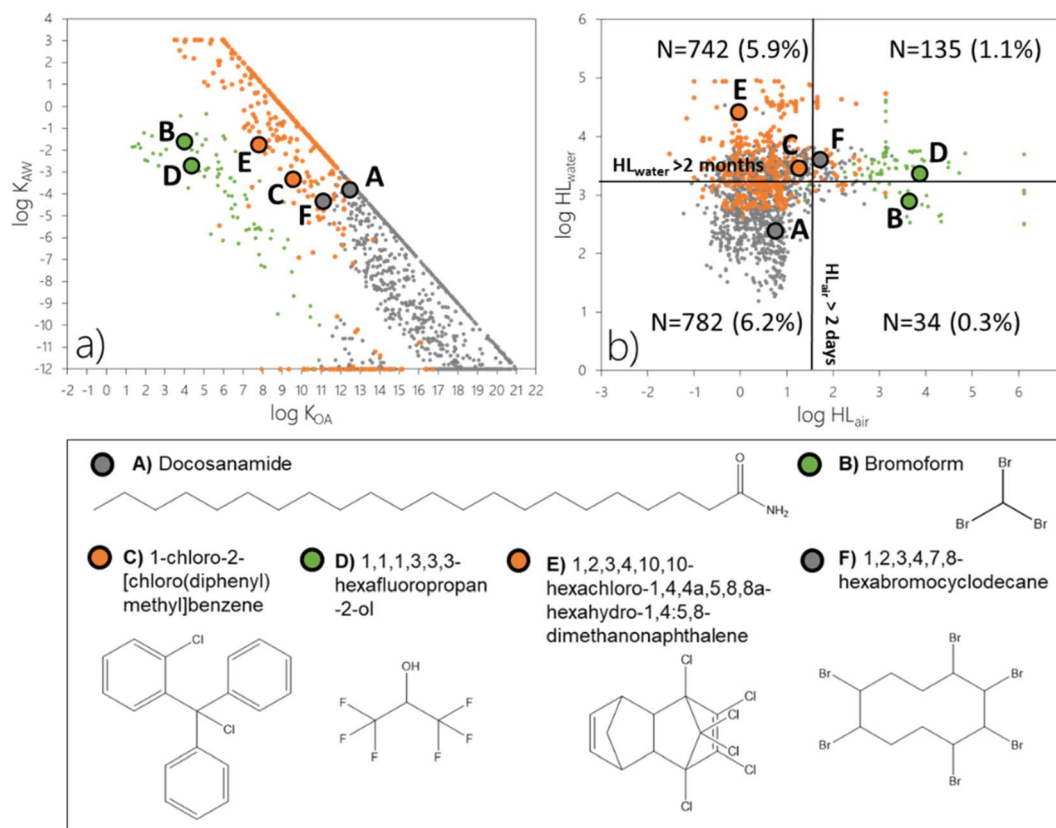 4
3
2
1
0
-1
-2
-3
-4
-5
-6
-7
-8
-9
-10
-11
-12
log K_AW
B
D
E
C
F
A
a)
-2 -1 0 1 2 3 4 5 6 7 8 9 10 11 12 13 14 15 16 17 18 19 20 21 22
log K_OA
6
5
4
3
2
1
0
log HL_water
N=742 (5.9%)
N=135 (1.1%)
E
C
F
D
HL_water >2 months
B
A
HL_air > 2 days
N=782 (6.2%)
N=34 (0.3%)
b)
-3 -2 -1 0 1 2 3 4 5 6 7
log HL_air
A) Docosanamide
O
NH2
B) Bromoform
Br
Br
Br
C) 1-chloro-2-
[chloro(diphenyl)
methyl]benzene
Cl
Cl
D) 1,1,1,3,3,3-
hexafluoropropan
-2-ol
OH
F
F
F
F
F
F
E) 1,2,3,4,10,10-
hexachloro-1,4,4a,5,8,8a-
hexahydro-1,4:5,8-
dimethanonaphthalene
Cl
Cl
Cl
Cl
Cl
Cl
F) 1,2,3,4,7,8-
hexabromocyclodecane
Br
Br
Br
Br
Br
Br